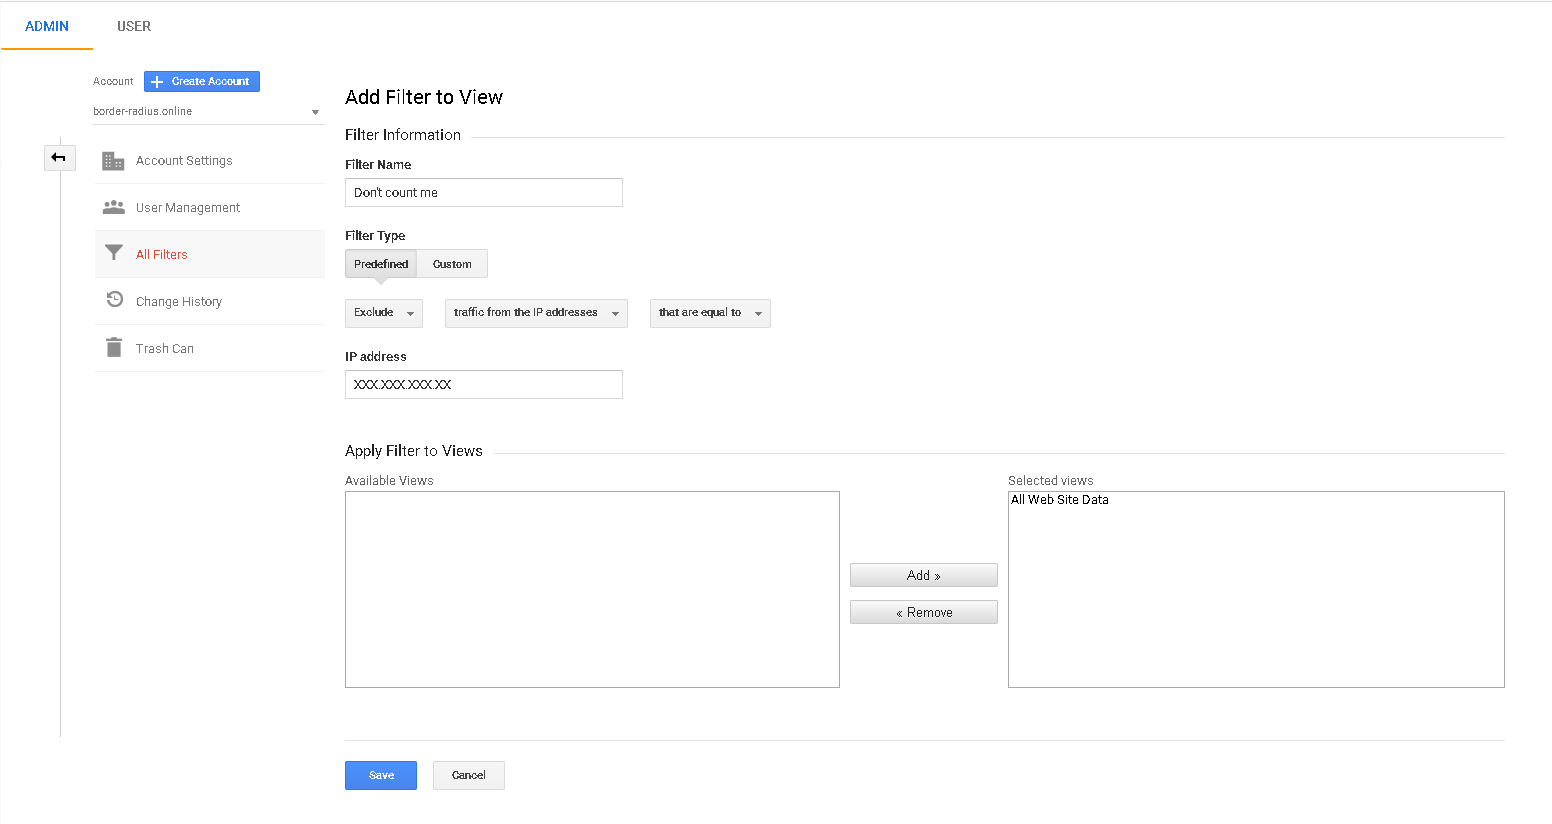 ADMIN USER
Account + Create Account
border-radius.online
Account Settings
User Management
All Filters
Change History
Trash Can
Add Filter to View
Filter Information
Filter Name
Don't count me
Filter Type
Predefined Custom
Exclude traffic from the IP addresses that are equal to
IP address
XXX.XXX.XXX.XX
Apply Filter to Views
Available Views
Add »
« Remove
Selected views
All Web Site Data
Save Cancel